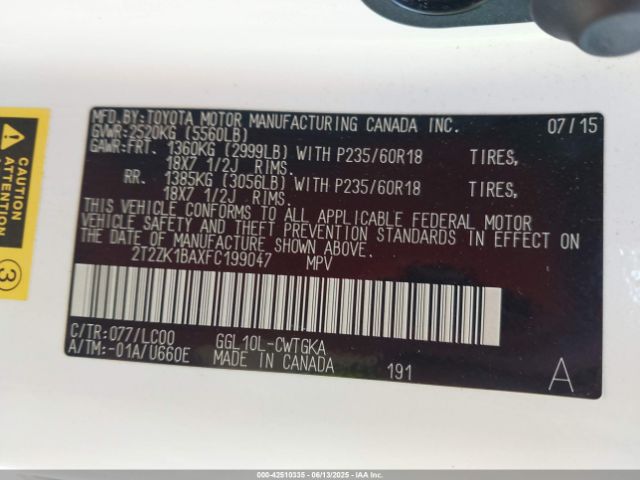 MFD.BY:TOYOTA MOTOR MANUFACTURING CANADA INC. 07/15
GVWR:2520KG (5560LB)
GAWR:FRT. 1360KG (2999LB) WITH P235/60R18 TIRES,
18X7 1/2J RIMS.
RR. 1385KG (3056LB) WITH P235/60R18 TIRES,
18X7 1/2J RIMS.
THIS VEHICLE CONFORMS TO ALL APPLICABLE FEDERAL MOTOR
VEHICLE SAFETY AND THEFT PREVENTION STANDARDS IN EFFECT ON
THE DATE OF MANUFACTURE SHOWN ABOVE.
2T2ZK1BAXFC199047 MPV
C/TR:077/LC00 GGL10L-CWTGKA
A/TM:-01A/U660E MADE IN CANADA 191 A
3
000-42510335 - 06/13/2025 - IAAI